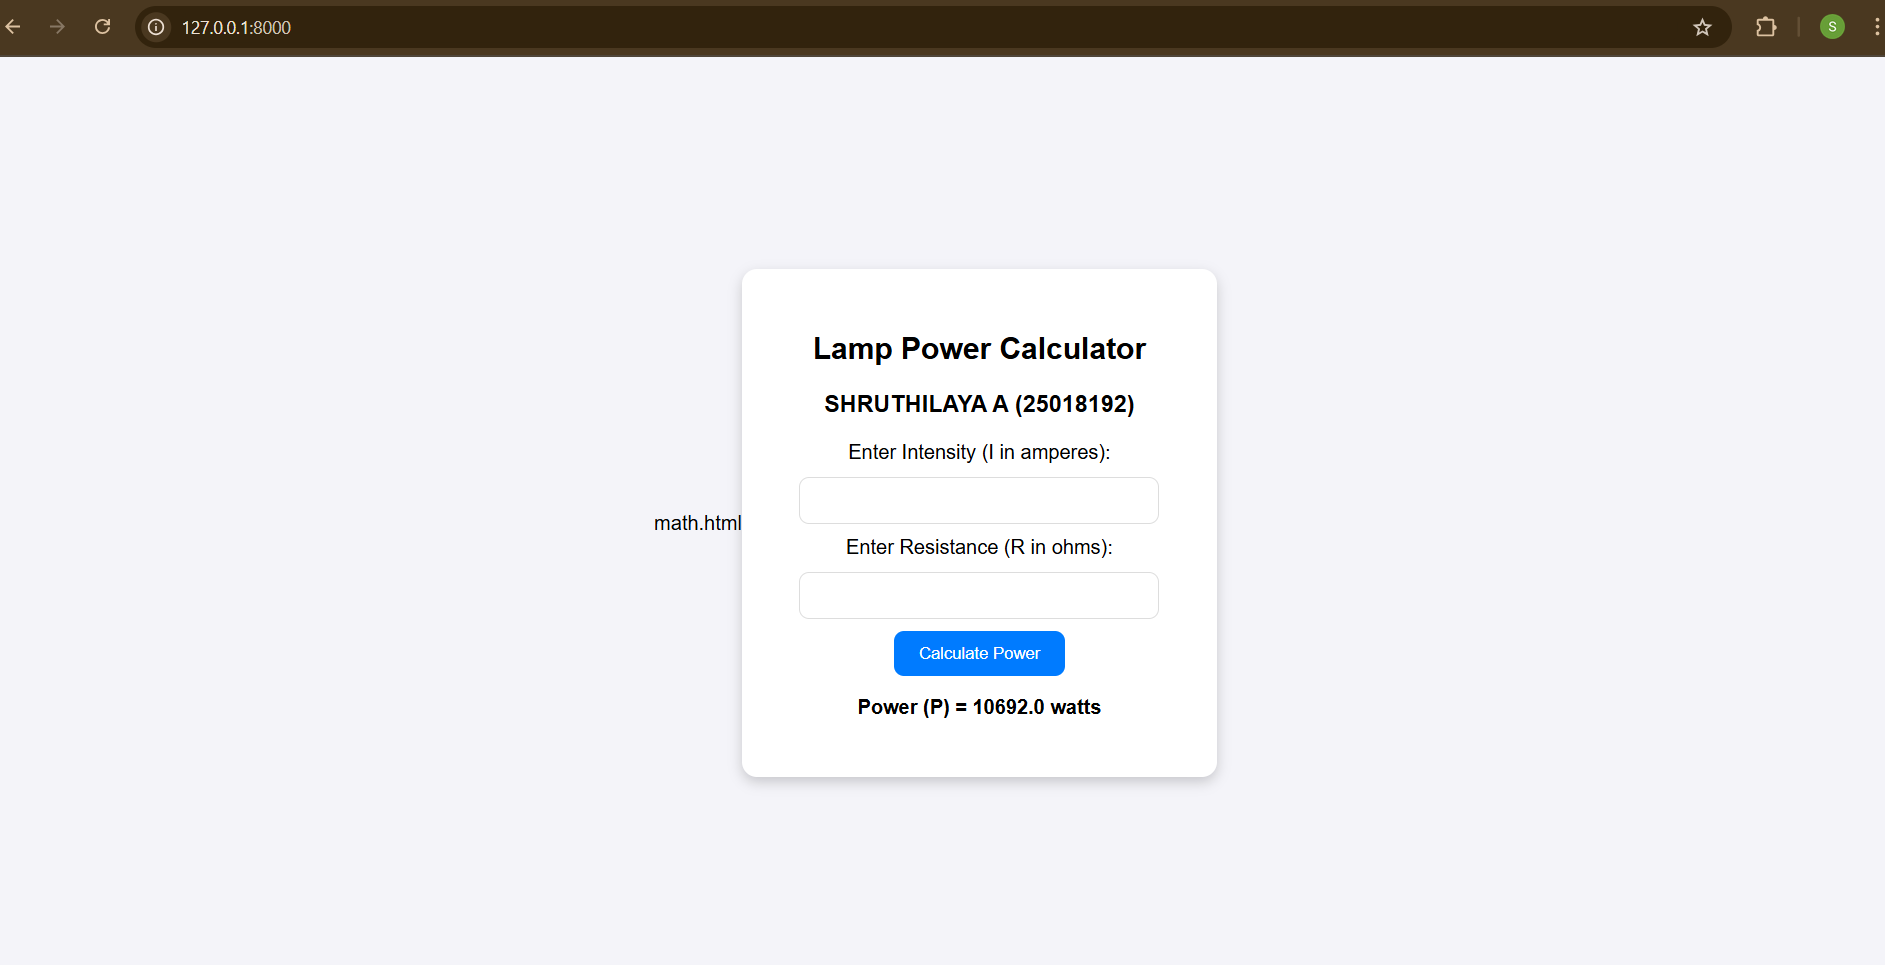 127.0.0.1:8000
S
Lamp Power Calculator
SHRUTHILAYA A (25018192)
Enter Intensity (I in amperes):
math.html
Enter Resistance (R in ohms):
Calculate Power
Power (P) = 10692.0 watts